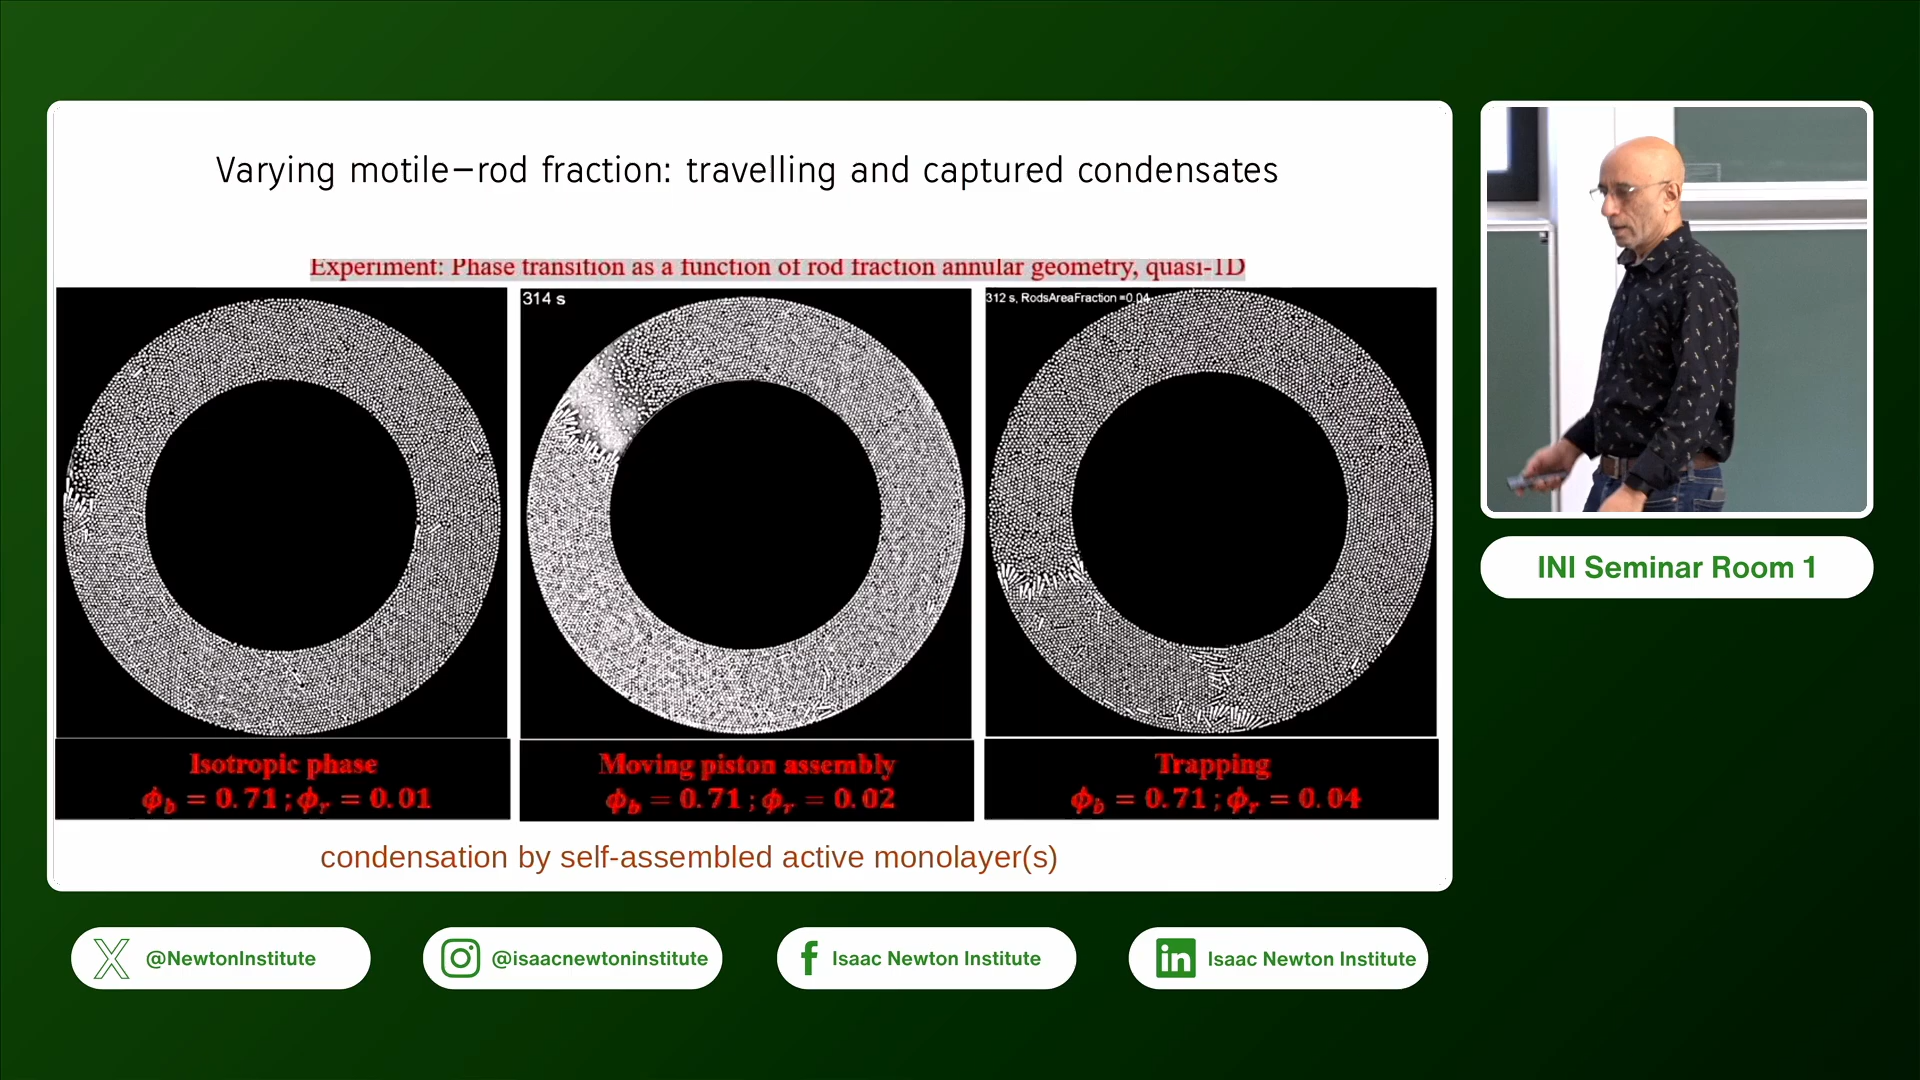 Varying motile–rod fraction: travelling and captured condensates
Experiment: Phase transition as a function of rod fraction annular geometry, quasi-1D
314 s
312 s, RodsAreaFraction =0.04
Isotropic phase
ϕb = 0.71 ; ϕr = 0.01
Moving piston assembly
ϕb = 0.71 ; ϕr = 0.02
Trapping
ϕb = 0.71 ; ϕr = 0.04
condensation by self-assembled active monolayer(s)
INI Seminar Room 1
@NewtonInstitute
@isaacnewtoninstitute
Isaac Newton Institute
Isaac Newton Institute